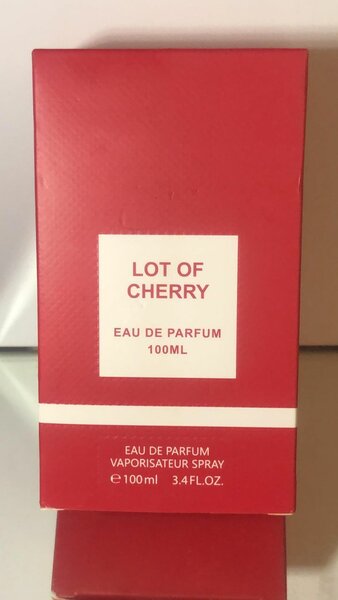 LOT OF
CHERRY
EAU DE PARFUM
100ML
EAU DE PARFUM
VAPORISATEUR SPRAY
℮100ml 3.4FL.OZ.